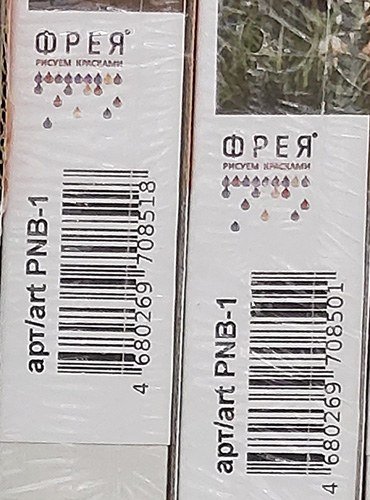 ФРЕЯ®
РИСУЕМ КРАСКАМИ
арт/art PNB-1
4 680269 708518
ФРЕЯ®
РИСУЕМ КРАСКАМИ
арт/art PNB-1
4 680269 708501